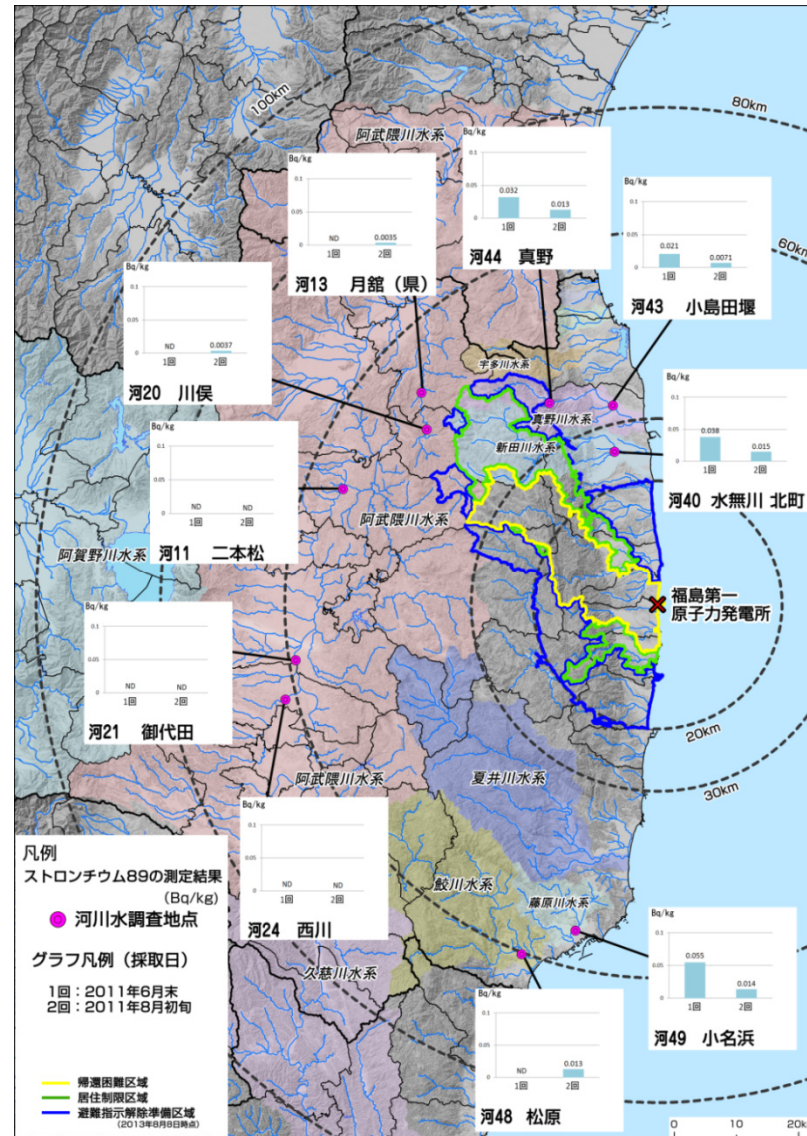 100km
80km
60km
阿武隈川水系
Bq/kg
0.1
0.05
0
ND
0.0035
1回
2回
河13 月舘（県）
Bq/kg
0.1
0.05
0
0.032
0.013
1回
2回
河44 真野
Bq/kg
0.1
0.05
0
0.021
0.0071
1回
2回
河43 小島田堰
Bq/kg
0.1
0.05
0
ND
0.0037
1回
2回
河20 川俣
宇多川水系
真野川水系
新田川水系
Bq/kg
0.1
0.05
0
0.038
0.015
1回
2回
河40 水無川 北町
Bq/kg
0.1
0.05
0
ND
ND
1回
2回
河11 二本松
阿武隈川水系
阿賀野川水系
福島第一
原子力発電所
Bq/kg
0.1
0.05
0
ND
ND
1回
2回
河21 御代田
20km
30km
阿武隈川水系
夏井川水系
Bq/kg
0.1
0.05
0
ND
ND
1回
2回
河24 西川
鮫川水系
藤原川水系
久慈川水系
Bq/kg
0.1
0.05
0
0.055
0.014
1回
2回
河49 小名浜
Bq/kg
0.1
0.05
0
ND
0.013
1回
2回
河48 松原
凡例
ストロンチウム89の測定結果
(Bq/kg)
河川水調査地点
グラフ凡例（採取日）
1回：2011年6月末
2回：2011年8月初旬
帰還困難区域
居住制限区域
避難指示解除準備区域
(2013年8月8日時点)
0
10